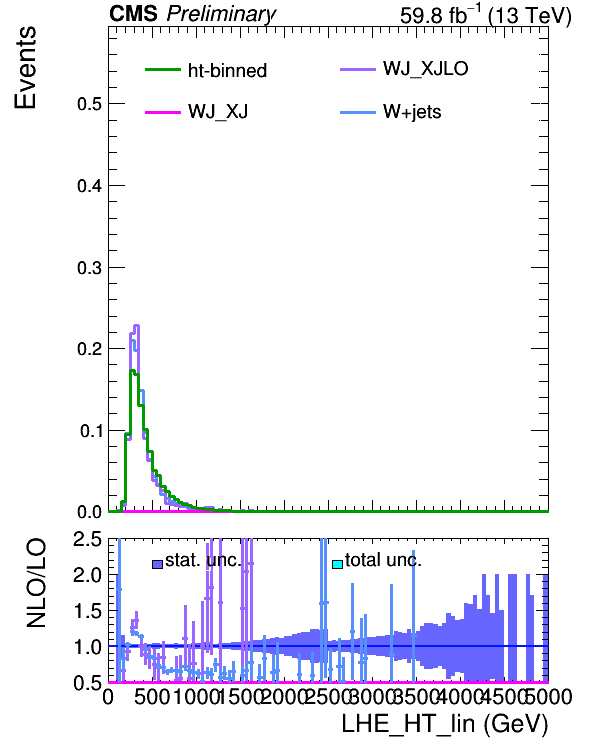 CMS Preliminary 59.8 fb⁻¹ (13 TeV)
Events
ht-binned WJ_XJLO
WJ_XJ W+jets
0.5
0.4
0.3
0.2
0.1
0.0
NLO/LO
2.5
stat. unc. total unc.
2.0
1.5
1.0
0.5
0 500 1000 1500 2000 2500 3000 3500 4000 4500 5000
LHE_HT_lin (GeV)